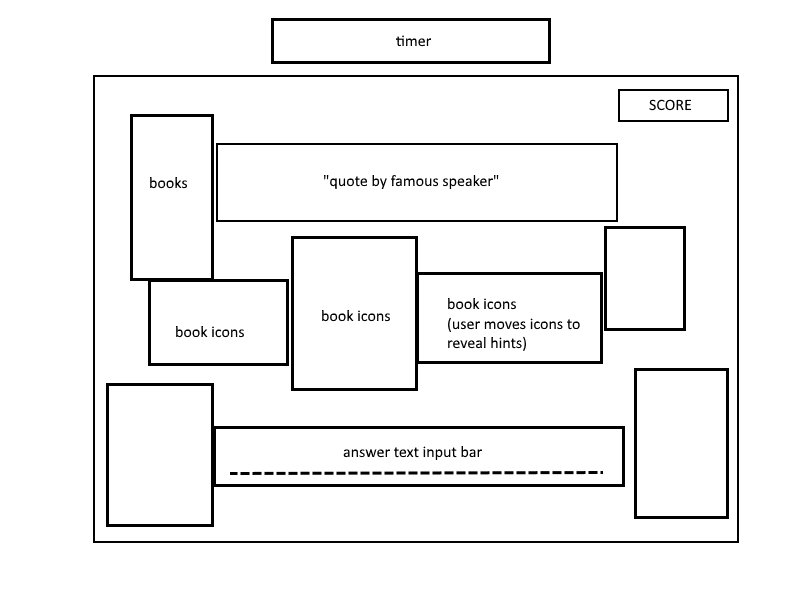 timer
SCORE
books
"quote by famous speaker"
book icons
book icons
book icons
(user moves icons to
reveal hints)
answer text input bar